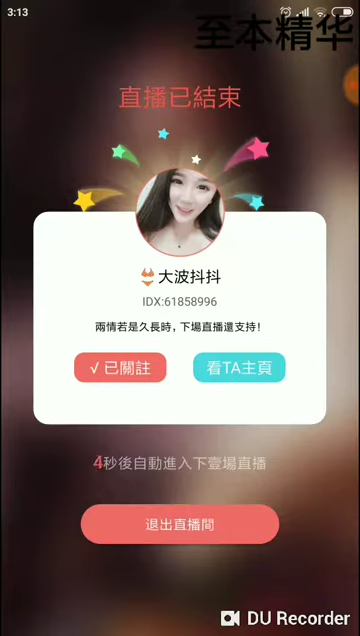 3:13
至本精华
直播已結束
大波抖抖
IDX:61858996
兩情若是久長時，下場直播還支持！
√已關註
看TA主頁
4秒後自動進入下壹場直播
退出直播間
DU Recorder